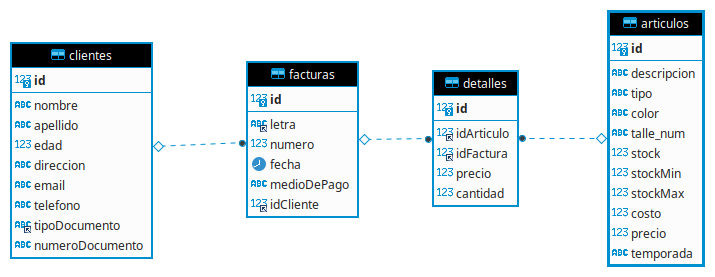 clientes
123 id
ABC nombre
ABC apellido
123 edad
ABC direccion
ABC email
ABC telefono
ABC tipoDocumento
ABC numeroDocumento
facturas
123 id
ABC letra
123 numero
fecha
ABC medioDePago
123 idCliente
detalles
123 id
123 idArticulo
123 idFactura
123 precio
123 cantidad
articulos
123 id
ABC descripcion
ABC tipo
ABC color
ABC talle_num
123 stock
123 stockMin
123 stockMax
123 costo
123 precio
ABC temporada